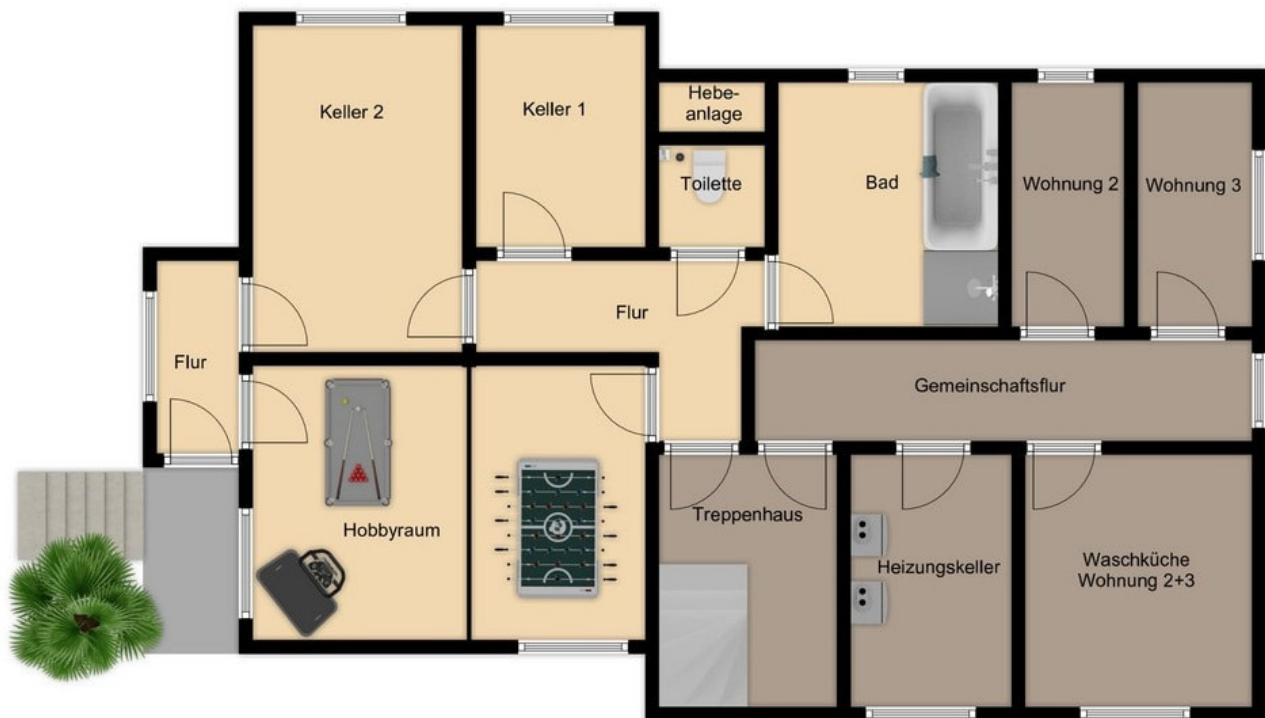 Keller 2
Keller 1
Hebe-
anlage
Toilette
Bad
Wohnung 2
Wohnung 3
Flur
Flur
Gemeinschaftsflur
Hobbyraum
Treppenhaus
Heizungskeller
Waschküche
Wohnung 2+3